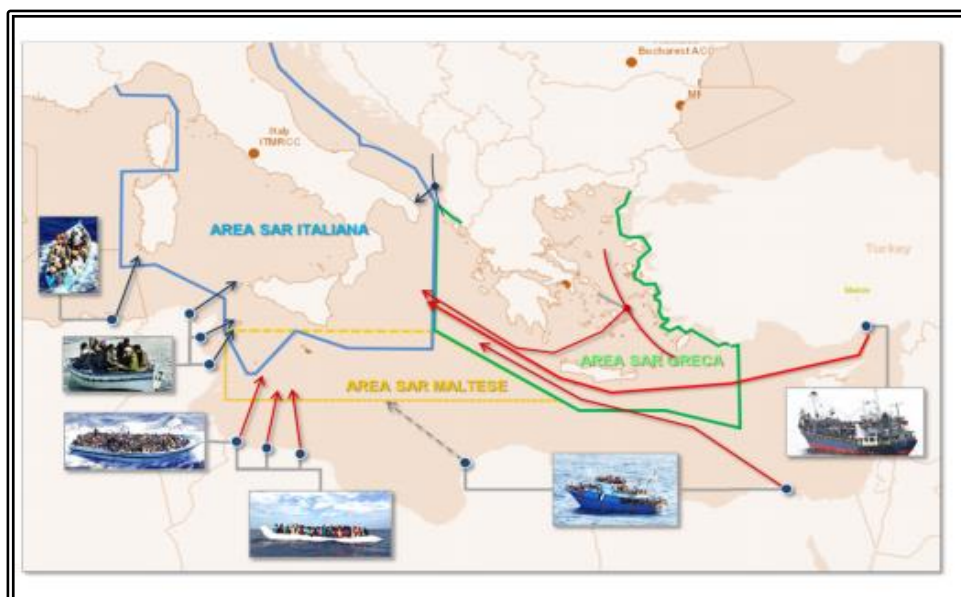 Bucharest ACC
Italy
ITMRCC
AREA SAR ITALIANA
Turkey
AREA SAR GRECA
AREA SAR MALTESE